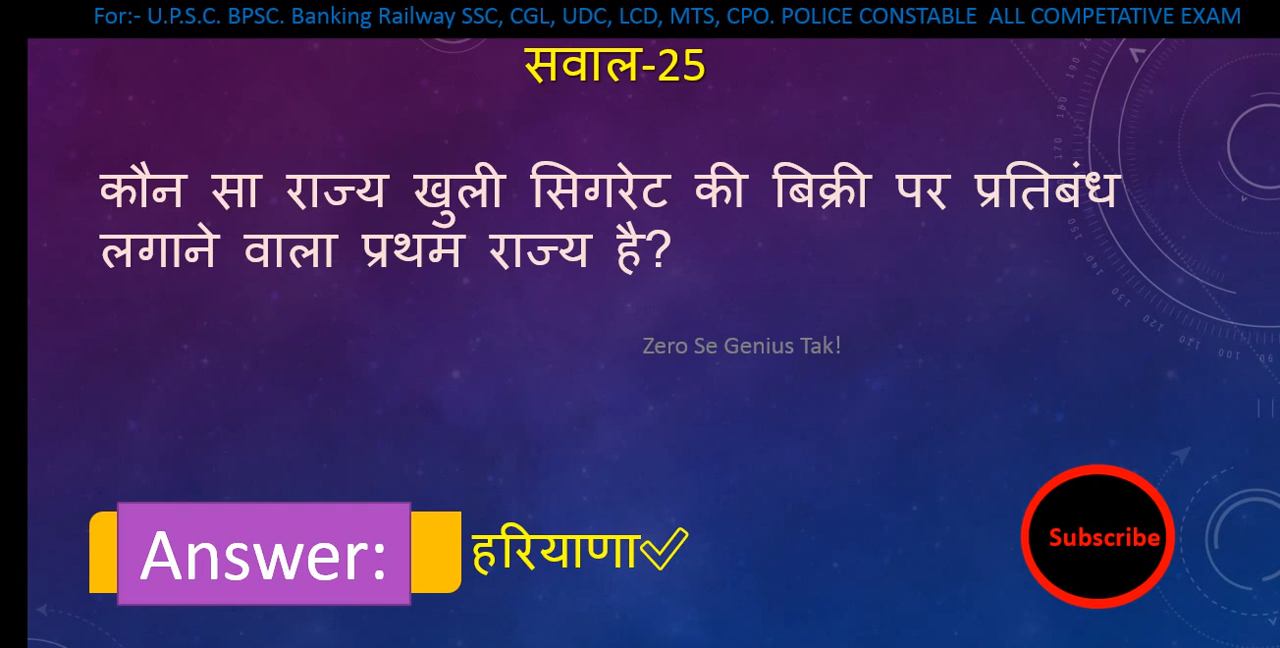 For:- U.P.S.C. BPSC. Banking Railway SSC, CGL, UDC, LCD, MTS, CPO. POLICE CONSTABLE  ALL COMPETATIVE EXAM
सवाल-25
कौन सा राज्य खुली सिगरेट की बिक्री पर प्रतिबंध
लगाने वाला प्रथम राज्य है?
Zero Se Genius Tak!
Answer: हरियाणा✓
Subscribe